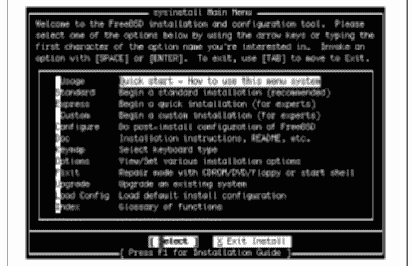 sysinstall Main Menu
Welcome to the FreeBSD installation and configuration tool. Please
select one of the options below by using the arrow keys or typing the
first character of the option name you're interested in. Invoke an
option with [SPACE] or [ENTER]. To exit, use [TAB] to move to Exit.
Usage Quick start - How to use this menu system
Standard Begin a standard installation (recommended)
Express Begin a quick installation (for experts)
Custom Begin a custom installation (for experts)
Configure Do post-install configuration of FreeBSD
Doc Installation instructions, README, etc.
Keymap Select keyboard type
Options View/Set various installation options
Fixit Repair mode with CDROM/DVD/floppy or start shell
Upgrade Upgrade an existing system
Load Config Load default install configuration
Index Glossary of functions
[Select] X Exit Install
[ Press F1 for Installation Guide ]